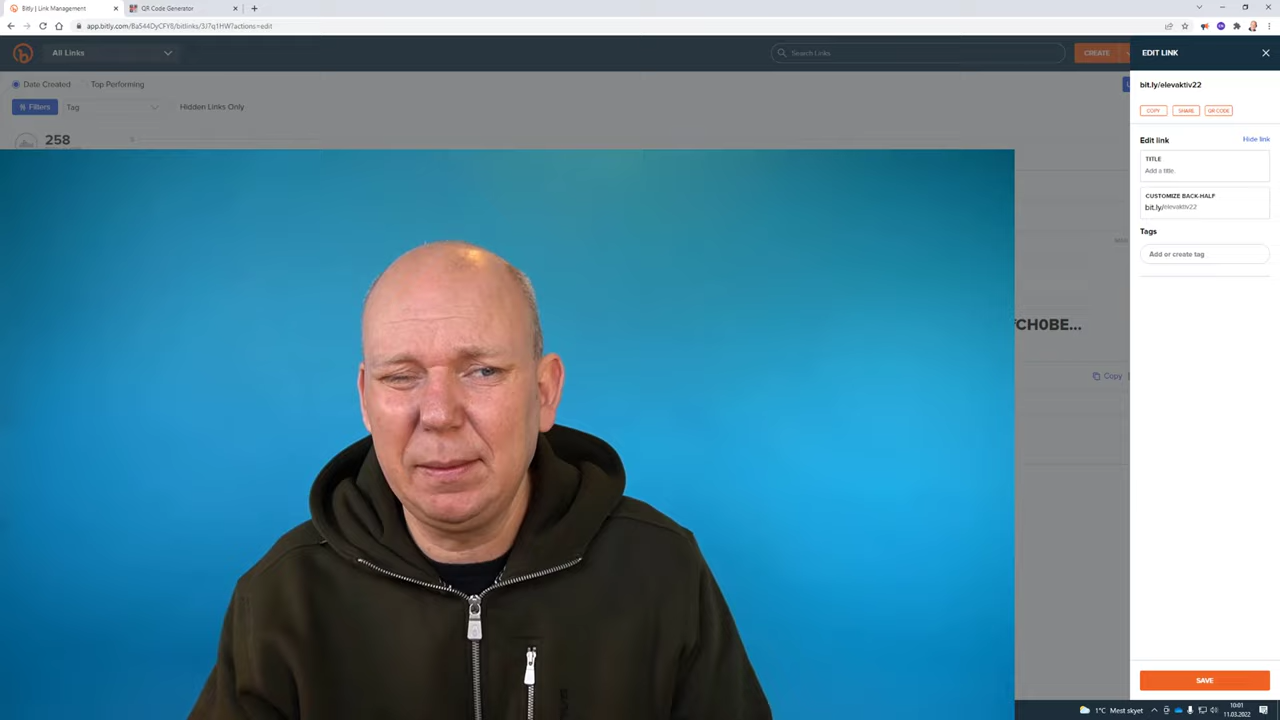 Bitly | Link Management
QR Code Generator
app.bitly.com/Ba544DyCFY8/bitlinks/3J7q1HW?actions=edit
All Links
Search Links
CREATE
EDIT LINK
Date Created
Top Performing
bit.ly/elevaktiv22
Filters
Tag
Hidden Links Only
COPY
SHARE
QR CODE
258
Edit link
Hide link
TITLE
Add a title
CUSTOMIZE BACK-HALF
bit.ly/elevaktiv22
Tags
Add or create tag
CH0BE...
Copy
SAVE
1°C Mest skyet
10:01
11.03.2022